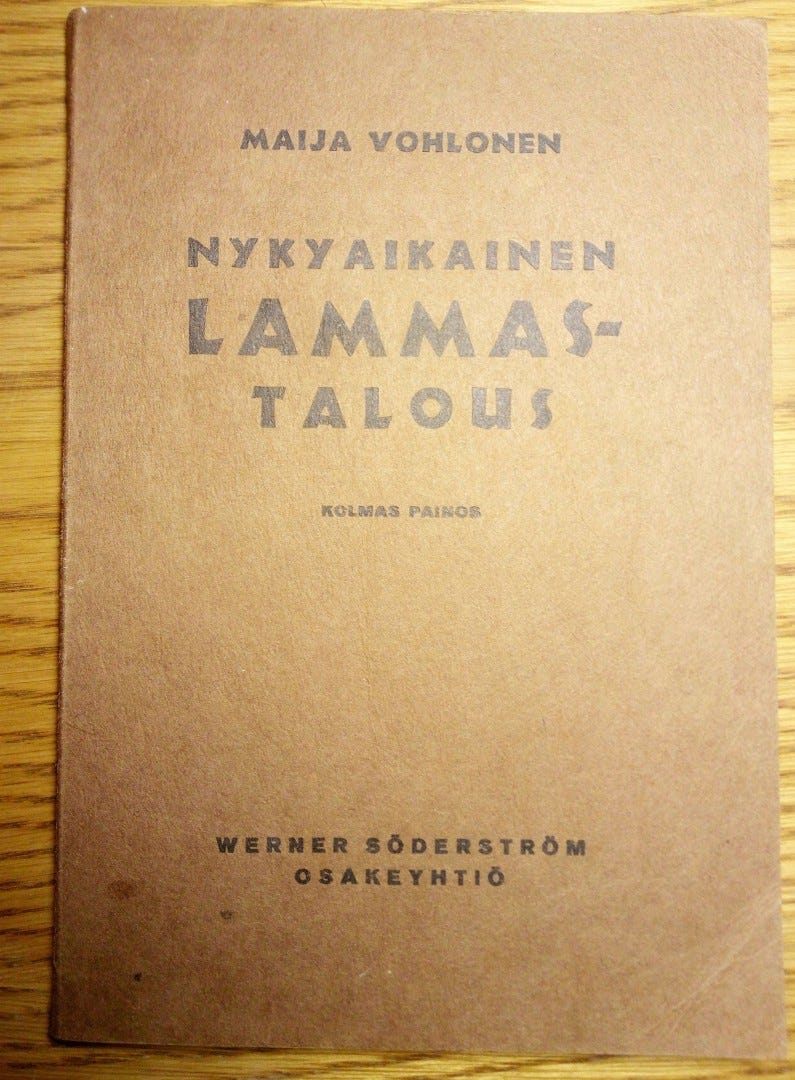 MAIJA VOHLONEN
NYKYAIKAINEN
LAMMAS-
TALOUS
KOLMAS PAINOS
WERNER SÖDERSTRÖM
OSAKEYHTIÖ